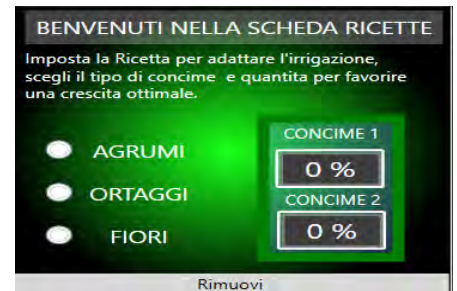 BENVENUTI NELLA SCHEDA RICETTE
Imposta la Ricetta per adattare l'irrigazione,
scegli il tipo di concime e quantita per favorire
una crescita ottimale.
AGRUMI
ORTAGGI
FIORI
CONCIME 1
0 %
CONCIME 2
0 %
Rimuovi